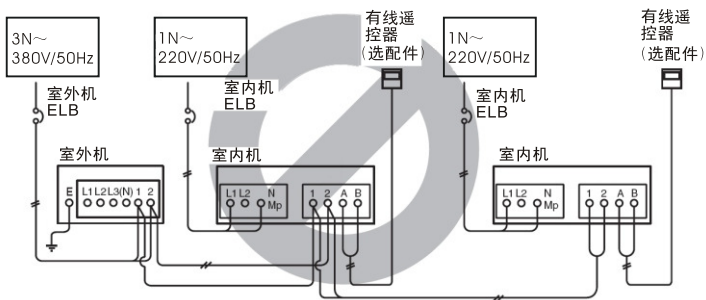 3N～
380V/50Hz
1N～
220V/50Hz
有线遥
控器
(选配件)
1N～
220V/50Hz
有线遥
控器
(选配件)
室外机
ELB
室内机
ELB
室内机
ELB
室外机
室内机
室内机
E L1 L2 L3 (N) 1 2
L1 L2 N
Mp
1 2 A B
L1 L2 N
Mp
1 2 A B